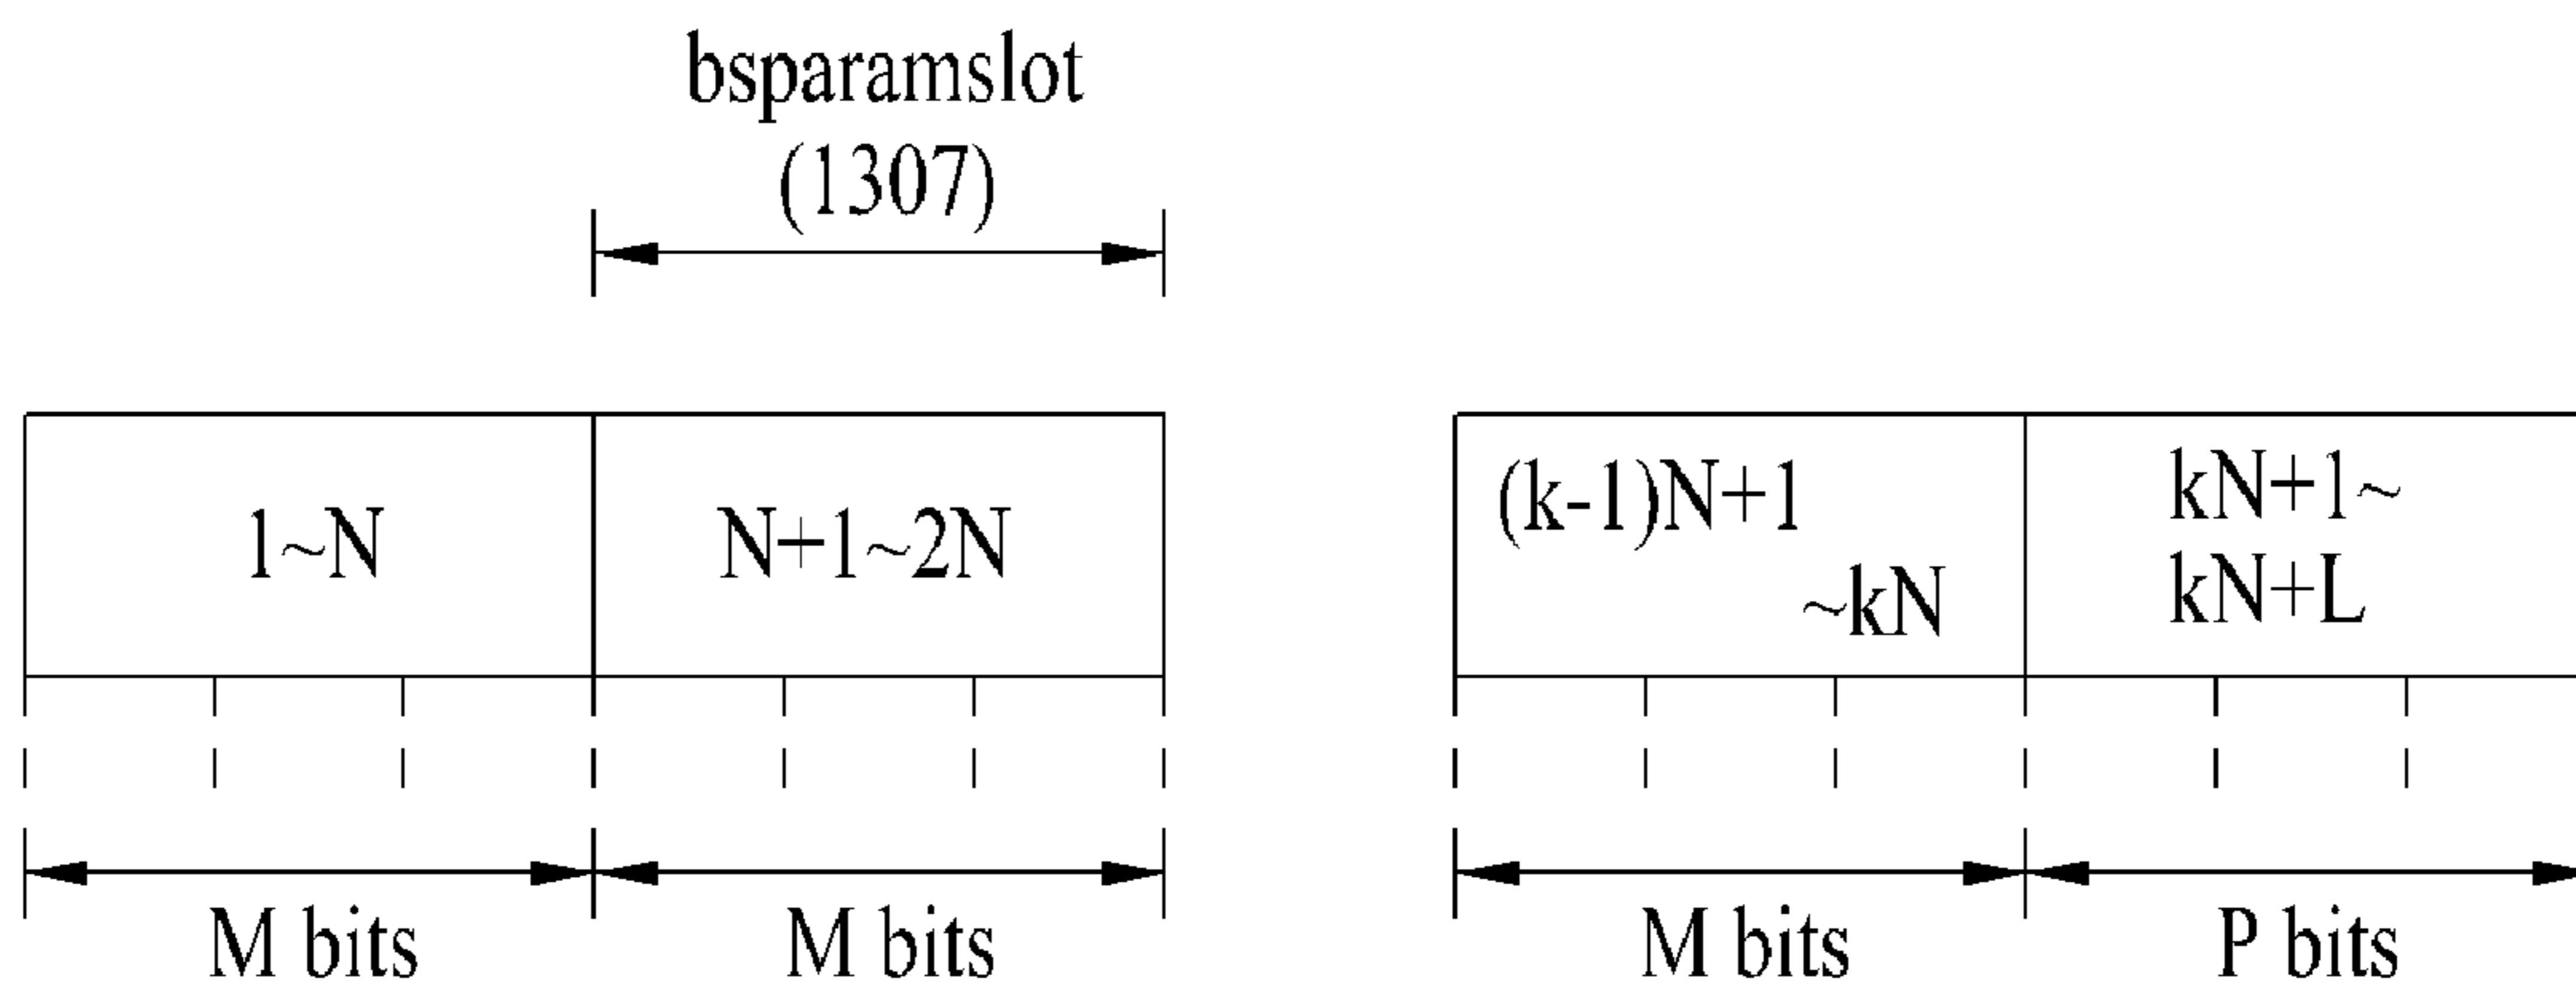 bsparamslot
(1307)
1~N
N+1~2N
(k-1)N+1
~kN
kN+1~
kN+L
M bits
M bits
M bits
P bits